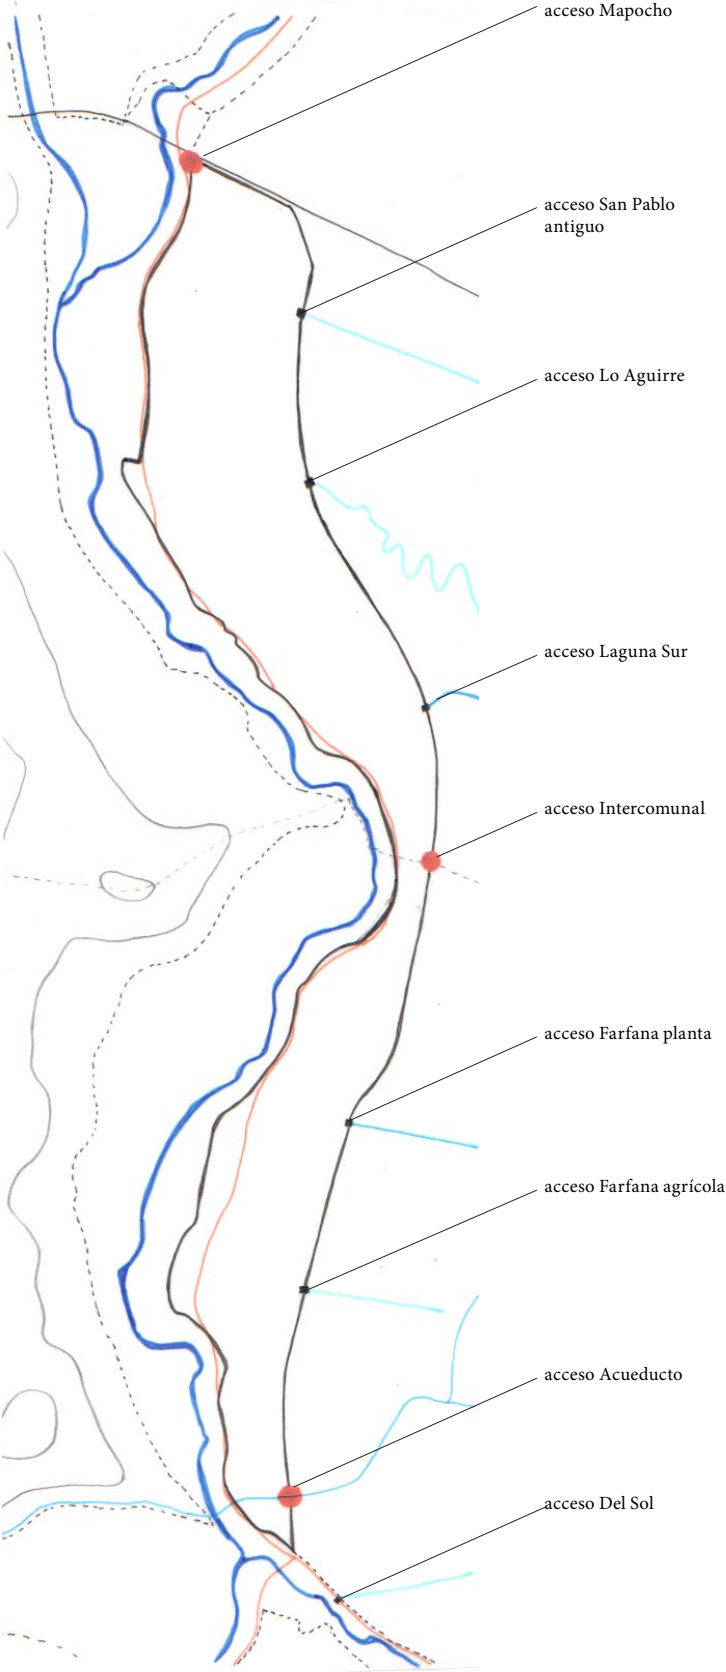 acceso Mapocho
acceso San Pablo
antiguo
acceso Lo Aguirre
acceso Laguna Sur
acceso Intercomunal
acceso Farfana planta
acceso Farfana agrícola
acceso Acueducto
acceso Del Sol